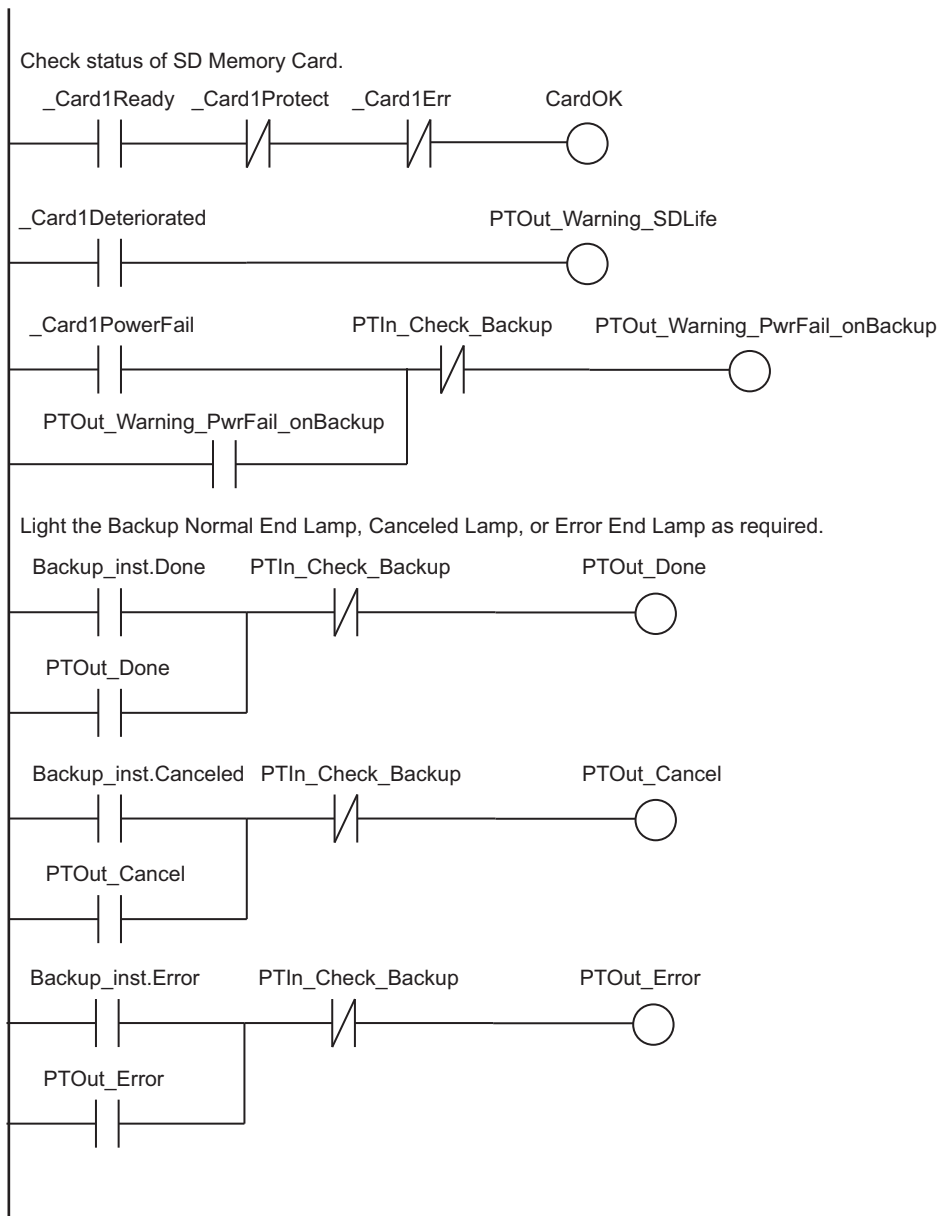 Check status of SD Memory Card.
_Card1Ready _Card1Protect _Card1Err CardOK
_Card1Deteriorated PTOut_Warning_SDLife
_Card1PowerFail PTIn_Check_Backup PTOut_Warning_PwrFail_onBackup
PTOut_Warning_PwrFail_onBackup
Light the Backup Normal End Lamp, Canceled Lamp, or Error End Lamp as required.
Backup_inst.Done PTIn_Check_Backup PTOut_Done
PTOut_Done
Backup_inst.Canceled PTIn_Check_Backup PTOut_Cancel
PTOut_Cancel
Backup_inst.Error PTIn_Check_Backup PTOut_Error
PTOut_Error